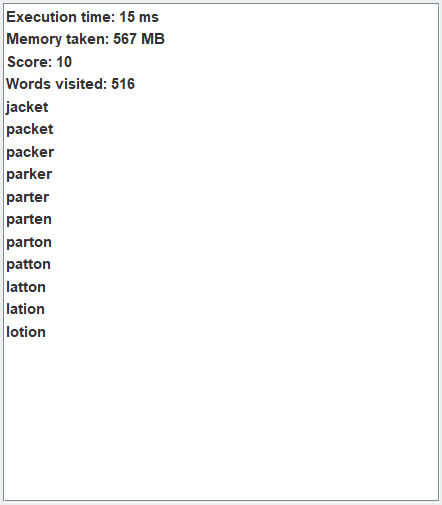 Execution time: 15 ms
Memory taken: 567 MB
Score: 10
Words visited: 516
jacket
packet
packer
parker
parter
parten
parton
patton
latton
lation
lotion